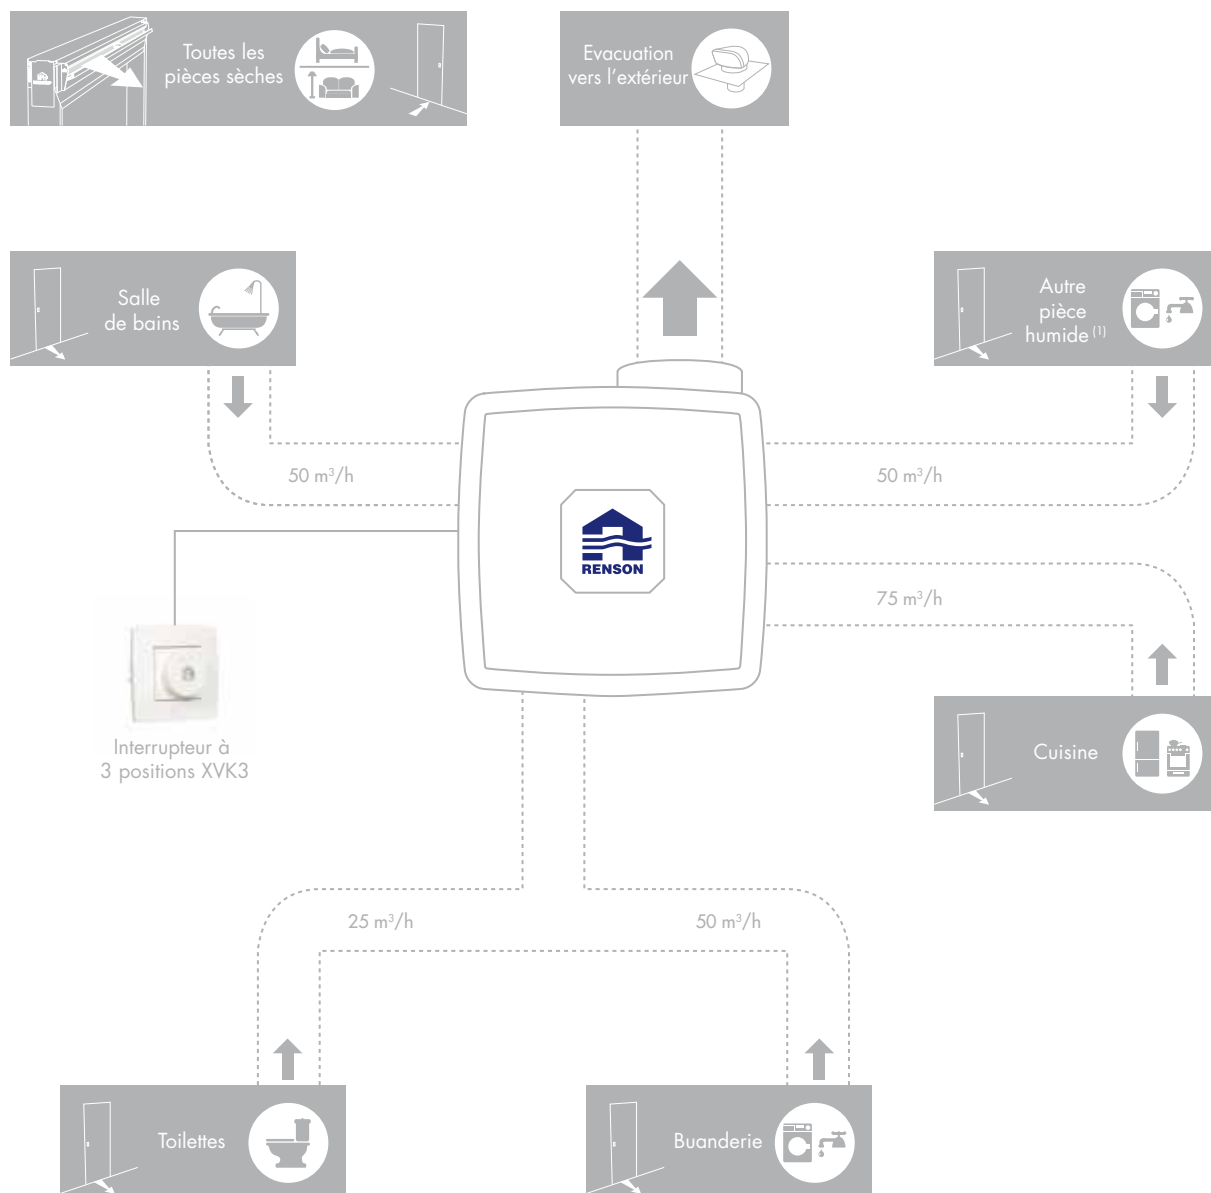 Toutes les
pièces sèches
Evacuation
vers l'extérieur
Salle
de bains
Autre
pièce
humide (1)
50 m³/h
50 m³/h
RENSON
75 m³/h
Interrupteur à
3 positions XVK3
Cuisine
25 m³/h
50 m³/h
Toilettes
Buanderie